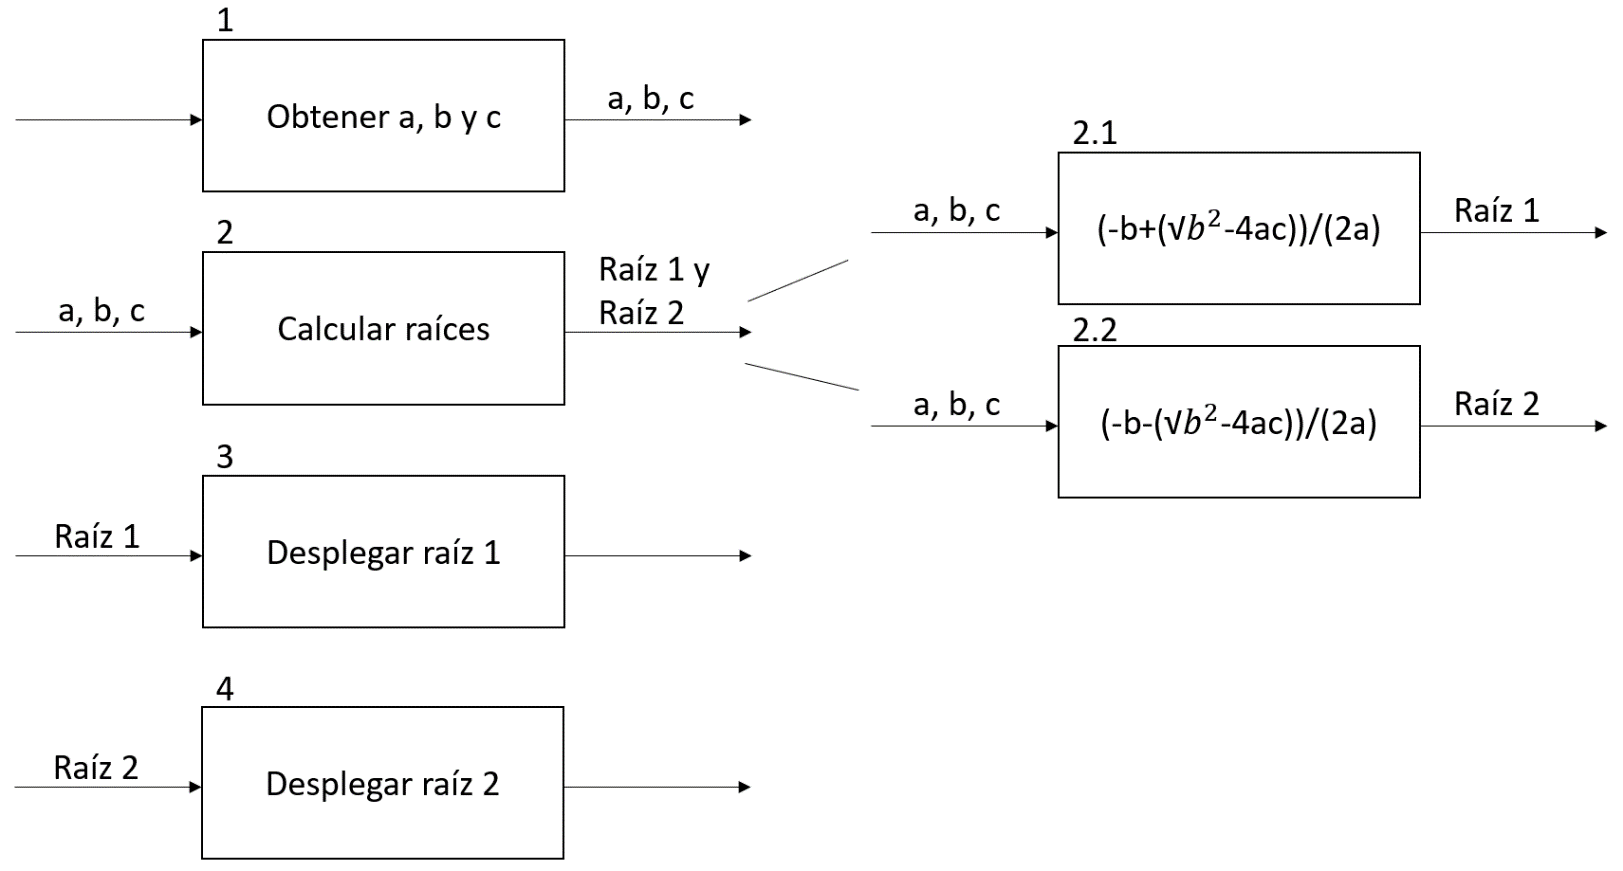 1
Obtener a, b y c
a, b, c
2
a, b, c
Calcular raíces
Raíz 1 y
Raíz 2
2.1
a, b, c
(-b+(√b²-4ac))/(2a)
Raíz 1
2.2
a, b, c
(-b-(√b²-4ac))/(2a)
Raíz 2
3
Raíz 1
Desplegar raíz 1
4
Raíz 2
Desplegar raíz 2